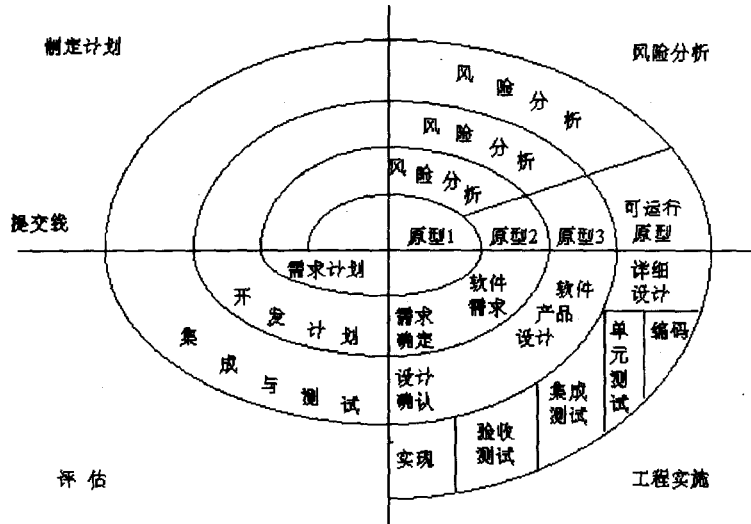 制定计划
风险分析
风险分析
风险分析
风险分析
提交线
原型1
原型2
原型3
可运行
原型
需求计划
开发计划
集成与测试
需求
确定
软件
需求
软件
产品
设计
详细
设计
设计
确认
实现
验收
测试
集成
测试
单元测试
编码
评估
工程实施